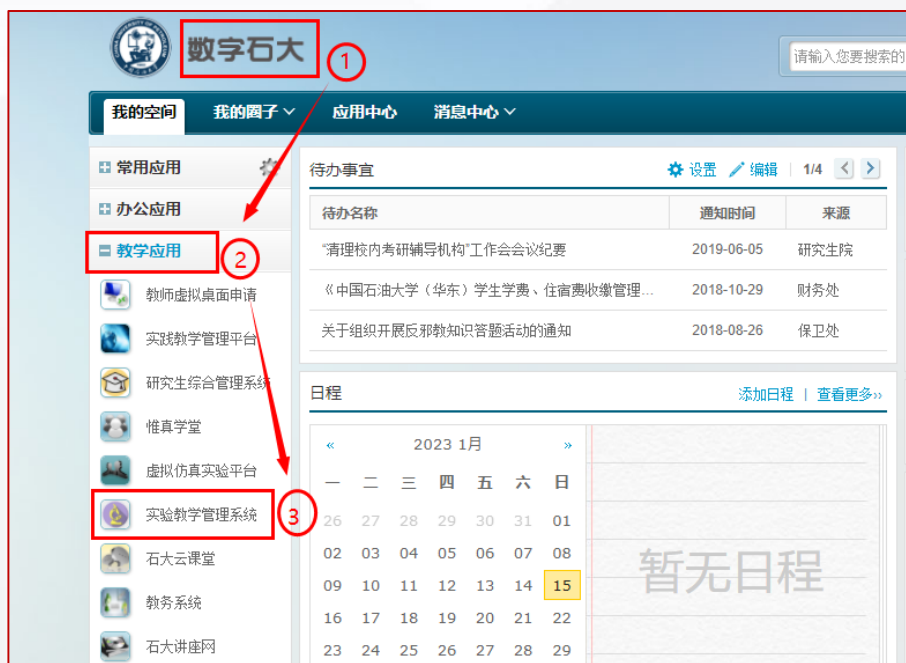 数字石大
①
请输入您要搜索的
我的空间 我的圈子 应用中心 消息中心
常用应用
办公应用
教学应用
②
教师虚拟桌面申请
实践教学管理平台
研究生综合管理系统
惟真学堂
虚拟仿真实验平台
实验教学管理系统
③
石大云课堂
教务系统
石大讲座网
待办事宜 设置 编辑 | 1/4 < >
待办名称 通知时间 来源
“清理校内考研辅导机构”工作会会议纪要 2019-06-05 研究生院
《中国石油大学（华东）学生学费、住宿费收缴管理... 2018-10-29 财务处
关于组织开展反邪教知识答题活动的通知 2018-08-26 保卫处
日程 添加日程 | 查看更多››
« 2023 1月 »
一 二 三 四 五 六 日
26 27 28 29 30 31 01
02 03 04 05 06 07 08
09 10 11 12 13 14 15
16 17 18 19 20 21 22
23 24 25 26 27 28 29
暂无日程